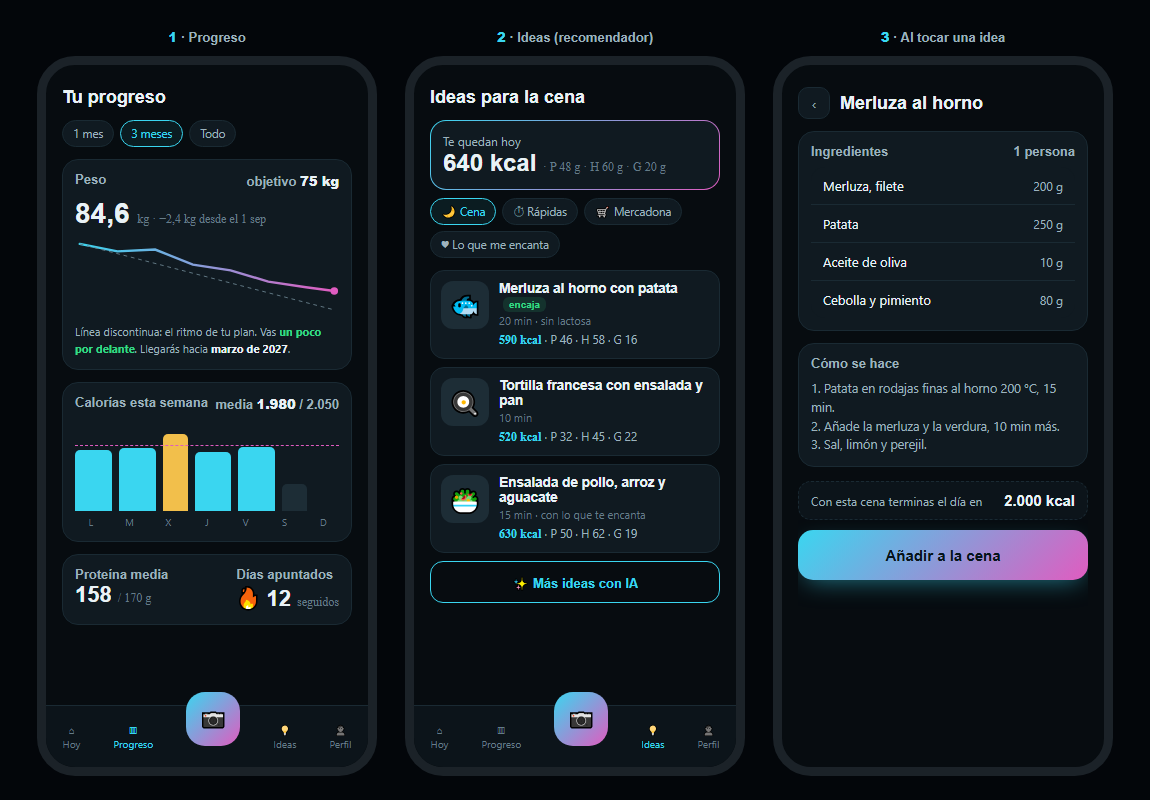 1 · Progreso
Tu progreso
1 mes
3 meses
Todo
Peso
objetivo 75 kg
84,6 kg · −2,4 kg desde el 1 sep
Línea discontinua: el ritmo de tu plan. Vas un poco
por delante. Llegarás hacia marzo de 2027.
Calorías esta semana
media 1.980 / 2.050
L M X J V S D
Proteína media
158 / 170 g
Días apuntados
🔥 12 seguidos
Hoy
Progreso
Ideas
Perfil
2 · Ideas (recomendador)
Ideas para la cena
Te quedan hoy
640 kcal · P 48 g · H 60 g · G 20 g
🌙 Cena
⏱ Rápidas
🛒 Mercadona
♥ Lo que me encanta
Merluza al horno con patata
encaja
20 min · sin lactosa
590 kcal · P 46 · H 58 · G 16
Tortilla francesa con ensalada y
pan
10 min
520 kcal · P 32 · H 45 · G 22
Ensalada de pollo, arroz y
aguacate
15 min · con lo que te encanta
630 kcal · P 50 · H 62 · G 19
✨ Más ideas con IA
Hoy
Progreso
Ideas
Perfil
3 · Al tocar una idea
‹ Merluza al horno
Ingredientes
1 persona
Merluza, filete 200 g
Patata 250 g
Aceite de oliva 10 g
Cebolla y pimiento 80 g
Cómo se hace
1. Patata en rodajas finas al horno 200 °C, 15
min.
2. Añade la merluza y la verdura, 10 min más.
3. Sal, limón y perejil.
Con esta cena terminas el día en 2.000 kcal
Añadir a la cena